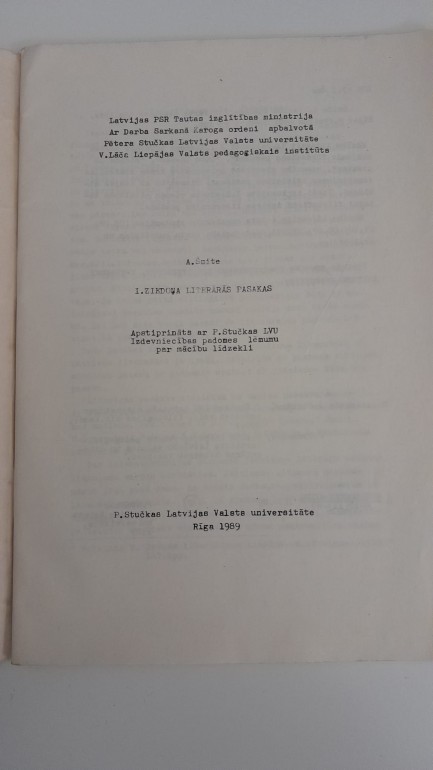 Latvijas PSR Tautas izglītības ministrija
Ar Darba Sarkanā Karoga ordeni apbalvotā
Pētera Stučkas Latvijas Valsts universitāte
V.Lāča Liepājas Valsts pedagoģiskais institūts
A.Šmite
I.ZIEDOŅA LITERĀRĀS PASAKAS
Apstiprināts ar P.Stučkas LVU
Izdevniecības padomes lēmumu
par mācību līdzekli
P.Stučkas Latvijas Valsts universitāte
Rīga 1989